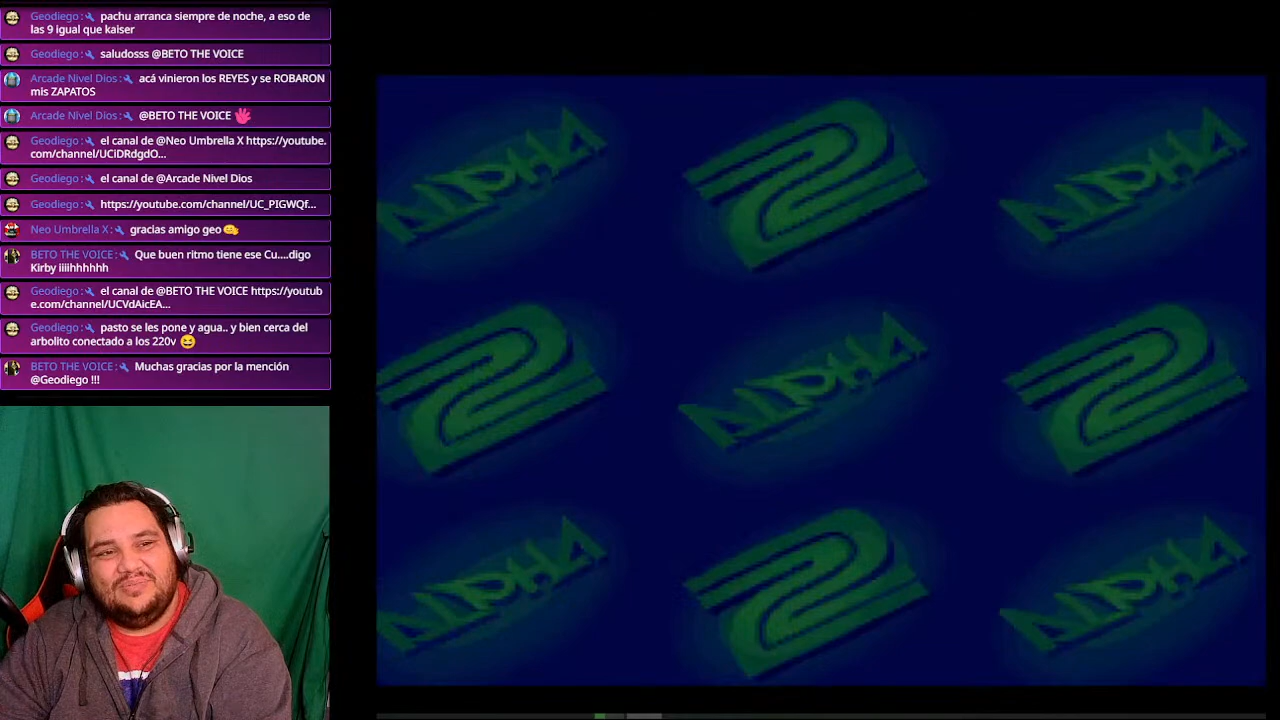 Geodiego: pachu arranca siempre de noche, a eso de
las 9 igual que kaiser
Geodiego: saludosss @BETO THE VOICE
Arcade Nivel Dios: acá vinieron los REYES y se ROBARON
mis ZAPATOS
Arcade Nivel Dios: @BETO THE VOICE
Geodiego: el canal de @Neo Umbrella X https://youtube.
com/channel/UCiDRdgdO...
Geodiego: el canal de @Arcade Nivel Dios
Geodiego: https://youtube.com/channel/UC_PIGWQf...
Neo Umbrella X: gracias amigo geo
BETO THE VOICE: Que buen ritmo tiene ese Cu....digo
Kirby iiiihhhhhh
Geodiego: el canal de @BETO THE VOICE https://youtub
e.com/channel/UCVdAicEA...
Geodiego: pasto se les pone y agua.. y bien cerca del
arbolito conectado a los 220v
BETO THE VOICE: Muchas gracias por la mención
@Geodiego !!!
ALPHA 2 ALPHA
2 ALPHA 2
ALPHA 2 ALPHA